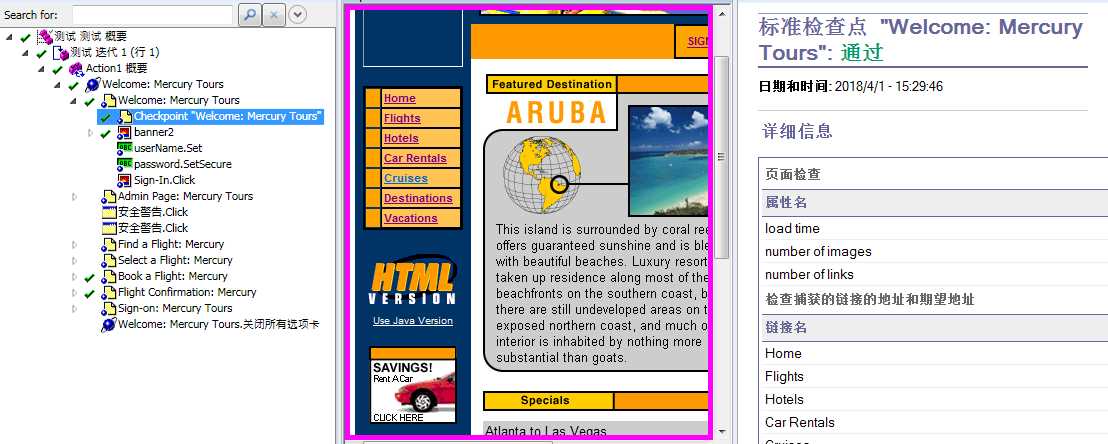 Search for:
测试 测试 概要
测试 迭代 1 (行 1)
Action1 概要
Welcome: Mercury Tours
Welcome: Mercury Tours
Checkpoint "Welcome: Mercury Tours"
banner2
userName.Set
password.SetSecure
Sign-In.Click
Admin Page: Mercury Tours
安全警告.Click
安全警告.Click
Find a Flight: Mercury
Select a Flight: Mercury
Book a Flight: Mercury
Flight Confirmation: Mercury
Sign-on: Mercury Tours
Welcome: Mercury Tours.关闭所有选项卡
SIGN
Home
Flights
Hotels
Car Rentals
Cruises
Destinations
Vacations
HTML
VERSION
Use Java Version
SAVINGS!
Rent A Car
CLICK HERE
Featured Destination
ARUBA
This island is surrounded by coral ree
offers guaranteed sunshine and is ble
with beautiful beaches. Luxury resort
taken up residence along most of the
beachfronts on the southern coast, b
there are still undeveloped areas on t
exposed northern coast, and much o
interior is inhabited by nothing more
substantial than goats.
Specials
Atlanta to Las Vegas
标准检查点 "Welcome: Mercury
Tours": 通过
日期和时间: 2018/4/1 - 15:29:46
详细信息
页面检查
属性名
load time
number of images
number of links
检查捕获的链接的地址和期望地址
链接名
Home
Flights
Hotels
Car Rentals
Cruises